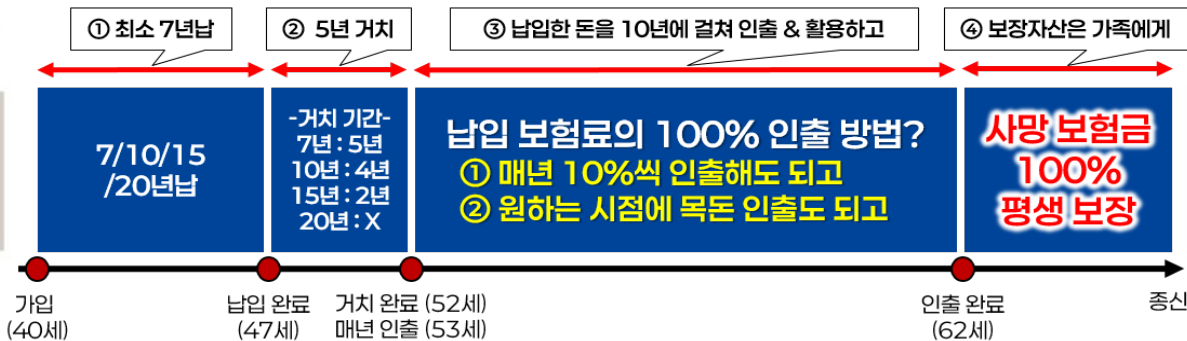 ① 최소 7년납
② 5년 거치
③ 납입한 돈을 10년에 걸쳐 인출 & 활용하고
④ 보장자산은 가족에게
7/10/15
/20년납
-거치 기간-
7년 : 5년
10년 : 4년
15년 : 2년
20년 : X
납입 보험료의 100% 인출 방법?
① 매년 10%씩 인출해도 되고
② 원하는 시점에 목돈 인출도 되고
사망 보험금
100%
평생 보장
가입
(40세)
납입 완료
(47세)
거치 완료 (52세)
매년 인출 (53세)
인출 완료
(62세)
종신